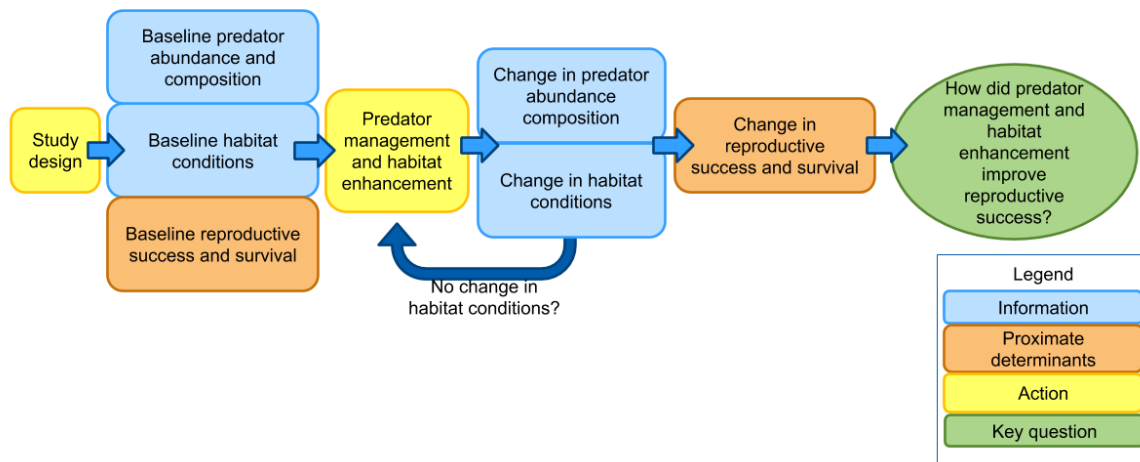 Study
design
Baseline predator
abundance and
composition
Baseline habitat
conditions
Baseline reproductive
success and survival
Predator
management
and habitat
enhancement
Change in predator
abundance
composition
Change in habitat
conditions
No change in
habitat conditions?
Change in
reproductive
success and survival
How did predator
management and
habitat
enhancement
improve
reproductive
success?
Legend
Information
Proximate
determinants
Action
Key question